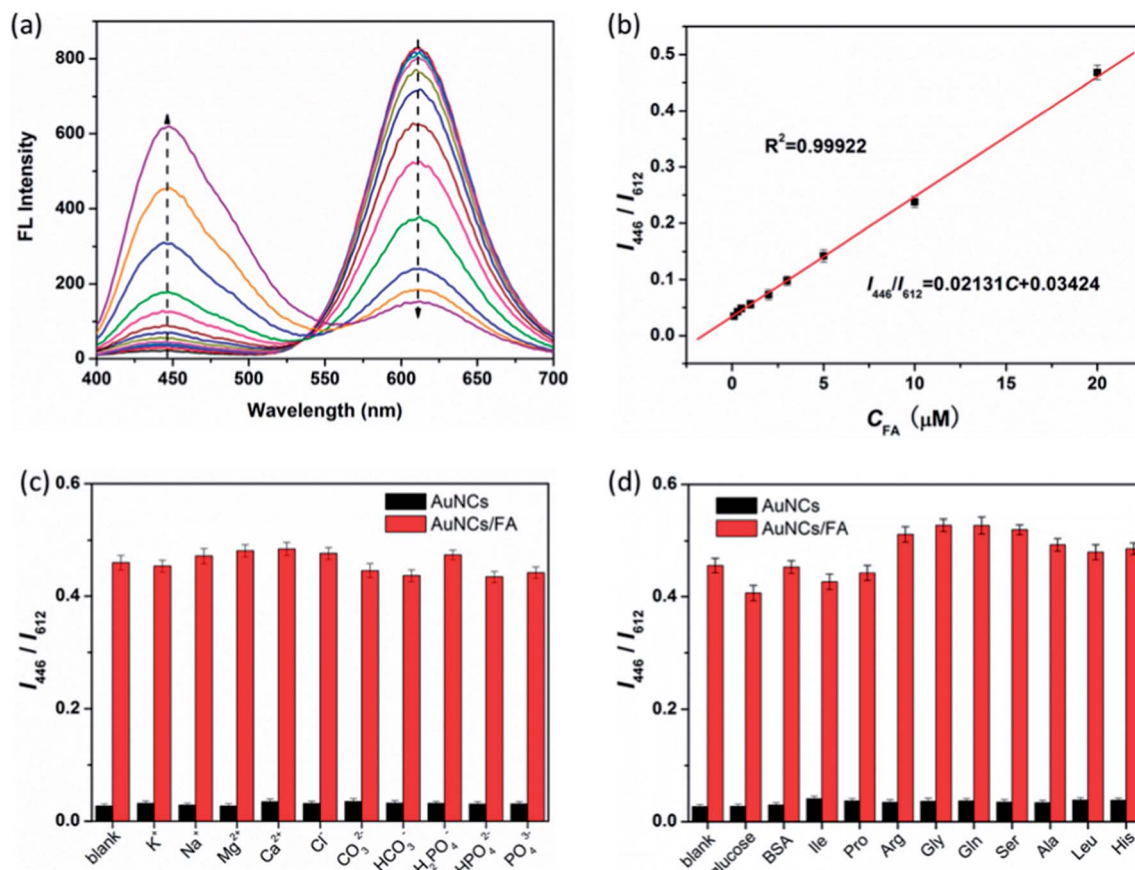 (a)
800
600
400
200
0
FL Intensity
400 450 500 550 600 650 700
Wavelength (nm)
(b)
0.5
0.4
0.3
0.2
0.1
0.0
I446 / I612
R²=0.99922
I446/I612=0.02131C+0.03424
0 5 10 15 20
CFA (μM)
(c)
0.6
0.4
0.2
0.0
I446 / I612
AuNCs
AuNCs/FA
blank K⁺ Na⁺ Mg²⁺ Ca²⁺ Cl⁻ CO₃²⁻ HCO₃⁻ H₂PO₄⁻ HPO₄²⁻ PO₄³⁻
(d)
0.6
0.4
0.2
0.0
I446 / I612
AuNCs
AuNCs/FA
blank glucose BSA Ile Pro Arg Gly Gln Ser Ala Leu His